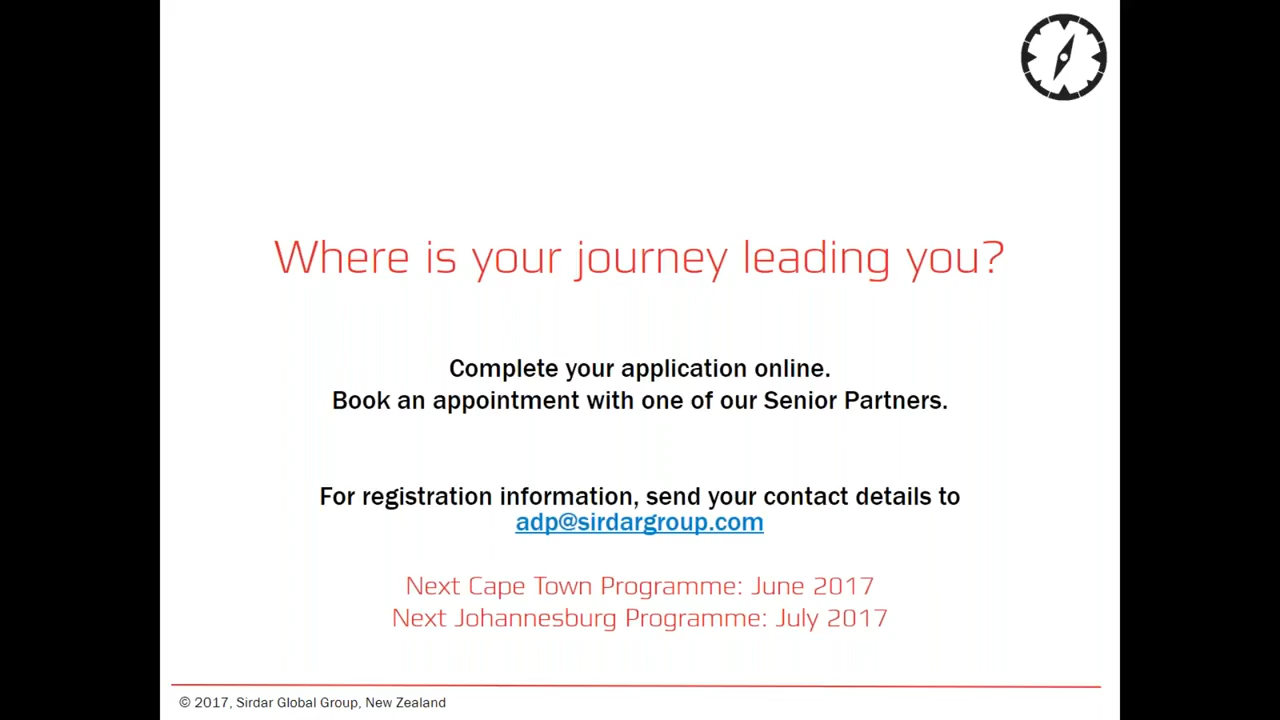 Where is your journey leading you?
Complete your application online.
Book an appointment with one of our Senior Partners.
For registration information, send your contact details to
adp@sirdargroup.com
Next Cape Town Programme: June 2017
Next Johannesburg Programme: July 2017
© 2017, Sirdar Global Group, New Zealand